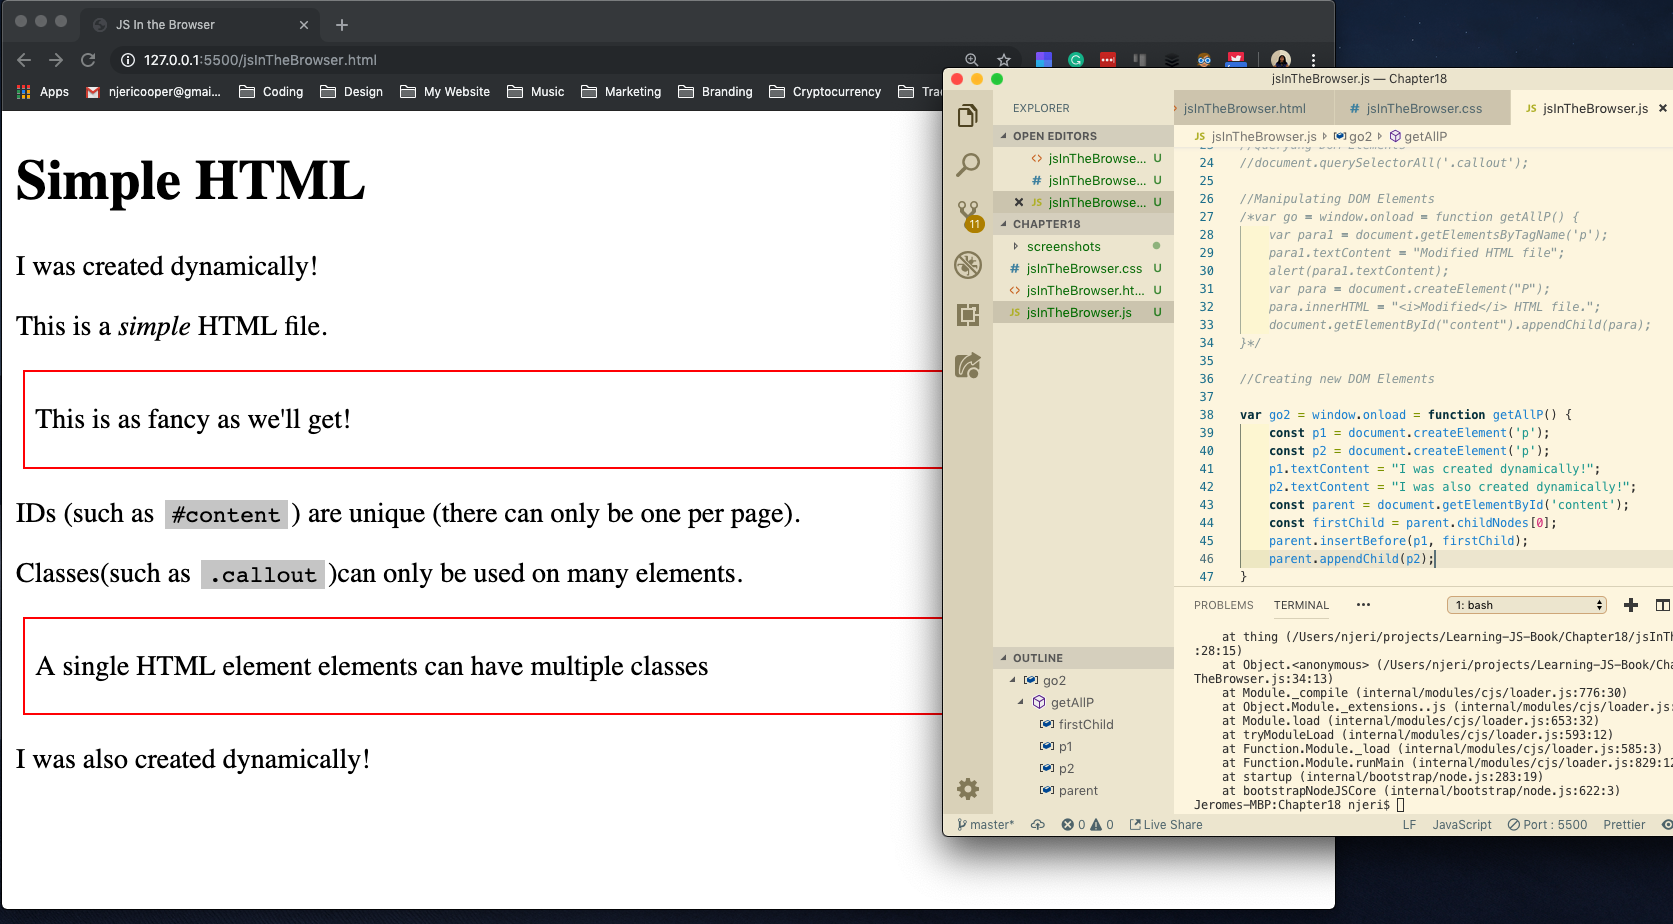 JS In the Browser
127.0.0.1:5500/jsInTheBrowser.html
Apps njericooper@gmai... Coding Design My Website Music Marketing Branding Cryptocurrency Tra
Simple HTML
I was created dynamically!
This is a simple HTML file.
This is as fancy as we'll get!
IDs (such as #content ) are unique (there can only be one per page).
Classes(such as .callout )can only be used on many elements.
A single HTML element elements can have multiple classes
I was also created dynamically!
jsInTheBrowser.js — Chapter18
EXPLORER
OPEN EDITORS
jsInTheBrowse... U
# jsInTheBrowse... U
JS jsInTheBrowse... U
CHAPTER18
screenshots
# jsInTheBrowser.css U
<> jsInTheBrowser.ht... U
JS jsInTheBrowser.js U
11
OUTLINE
go2
getAllP
firstChild
p1
p2
parent
jsInTheBrowser.html # jsInTheBrowser.css JS jsInTheBrowser.js
JS jsInTheBrowser.js go2 getAllP
23 //Querying DOM Elements
24 //document.querySelectorAll('.callout');
25
26 //Manipulating DOM Elements
27 /*var go = window.onload = function getAllP() {
28 var para1 = document.getElementsByTagName('p');
29 para1.textContent = "Modified HTML file";
30 alert(para1.textContent);
31 var para = document.createElement("P");
32 para.innerHTML = "<i>Modified</i> HTML file.";
33 document.getElementById("content").appendChild(para);
34 }*/
35
36 //Creating new DOM Elements
37
38 var go2 = window.onload = function getAllP() {
39 const p1 = document.createElement('p');
40 const p2 = document.createElement('p');
41 p1.textContent = "I was created dynamically!";
42 p2.textContent = "I was also created dynamically!";
43 const parent = document.getElementById('content');
44 const firstChild = parent.childNodes[0];
45 parent.insertBefore(p1, firstChild);
46 parent.appendChild(p2);
47 }
PROBLEMS TERMINAL ••• 1: bash
at thing (/Users/njeri/projects/Learning-JS-Book/Chapter18/jsInTh
:28:15)
at Object.<anonymous> (/Users/njeri/projects/Learning-JS-Book/Cha
TheBrowser.js:34:13)
at Module._compile (internal/modules/cjs/loader.js:776:30)
at Object.Module._extensions..js (internal/modules/cjs/loader.js:
at Module.load (internal/modules/cjs/loader.js:653:32)
at tryModuleLoad (internal/modules/cjs/loader.js:593:12)
at Function.Module._load (internal/modules/cjs/loader.js:585:3)
at Function.Module.runMain (internal/modules/cjs/loader.js:829:12
at startup (internal/bootstrap/node.js:283:19)
at bootstrapNodeJSCore (internal/bootstrap/node.js:622:3)
Jeromes-MBP:Chapter18 njeri$
master* 0 0 Live Share LF JavaScript Port : 5500 Prettier